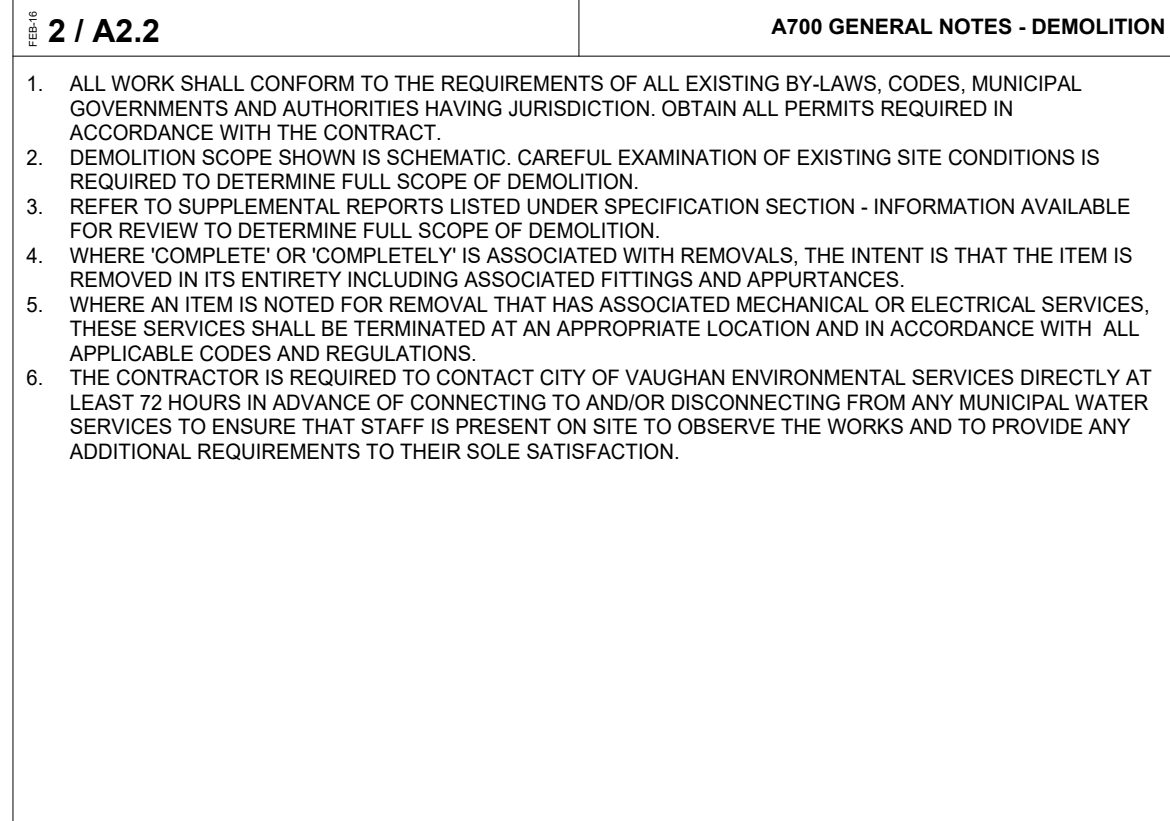 FEB-16
2 / A2.2
A700 GENERAL NOTES - DEMOLITION
1. ALL WORK SHALL CONFORM TO THE REQUIREMENTS OF ALL EXISTING BY-LAWS, CODES, MUNICIPAL
GOVERNMENTS AND AUTHORITIES HAVING JURISDICTION. OBTAIN ALL PERMITS REQUIRED IN
ACCORDANCE WITH THE CONTRACT.
2. DEMOLITION SCOPE SHOWN IS SCHEMATIC. CAREFUL EXAMINATION OF EXISTING SITE CONDITIONS IS
REQUIRED TO DETERMINE FULL SCOPE OF DEMOLITION.
3. REFER TO SUPPLEMENTAL REPORTS LISTED UNDER SPECIFICATION SECTION - INFORMATION AVAILABLE
FOR REVIEW TO DETERMINE FULL SCOPE OF DEMOLITION.
4. WHERE 'COMPLETE' OR 'COMPLETELY' IS ASSOCIATED WITH REMOVALS, THE INTENT IS THAT THE ITEM IS
REMOVED IN ITS ENTIRETY INCLUDING ASSOCIATED FITTINGS AND APPURTANCES.
5. WHERE AN ITEM IS NOTED FOR REMOVAL THAT HAS ASSOCIATED MECHANICAL OR ELECTRICAL SERVICES,
THESE SERVICES SHALL BE TERMINATED AT AN APPROPRIATE LOCATION AND IN ACCORDANCE WITH ALL
APPLICABLE CODES AND REGULATIONS.
6. THE CONTRACTOR IS REQUIRED TO CONTACT CITY OF VAUGHAN ENVIRONMENTAL SERVICES DIRECTLY AT
LEAST 72 HOURS IN ADVANCE OF CONNECTING TO AND/OR DISCONNECTING FROM ANY MUNICIPAL WATER
SERVICES TO ENSURE THAT STAFF IS PRESENT ON SITE TO OBSERVE THE WORKS AND TO PROVIDE ANY
ADDITIONAL REQUIREMENTS TO THEIR SOLE SATISFACTION.